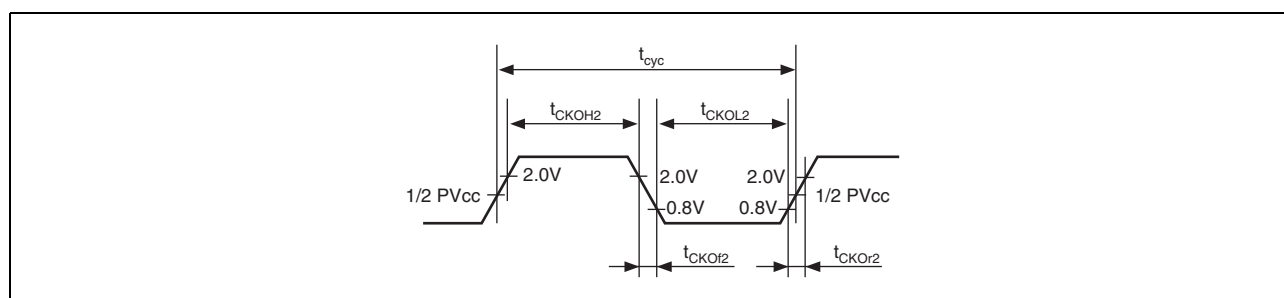 tcyc
tCKOH2 tCKOL2
2.0V 2.0V 2.0V
1/2 PVcc 1/2 PVcc
0.8V 0.8V
tCKOf2 tCKOr2